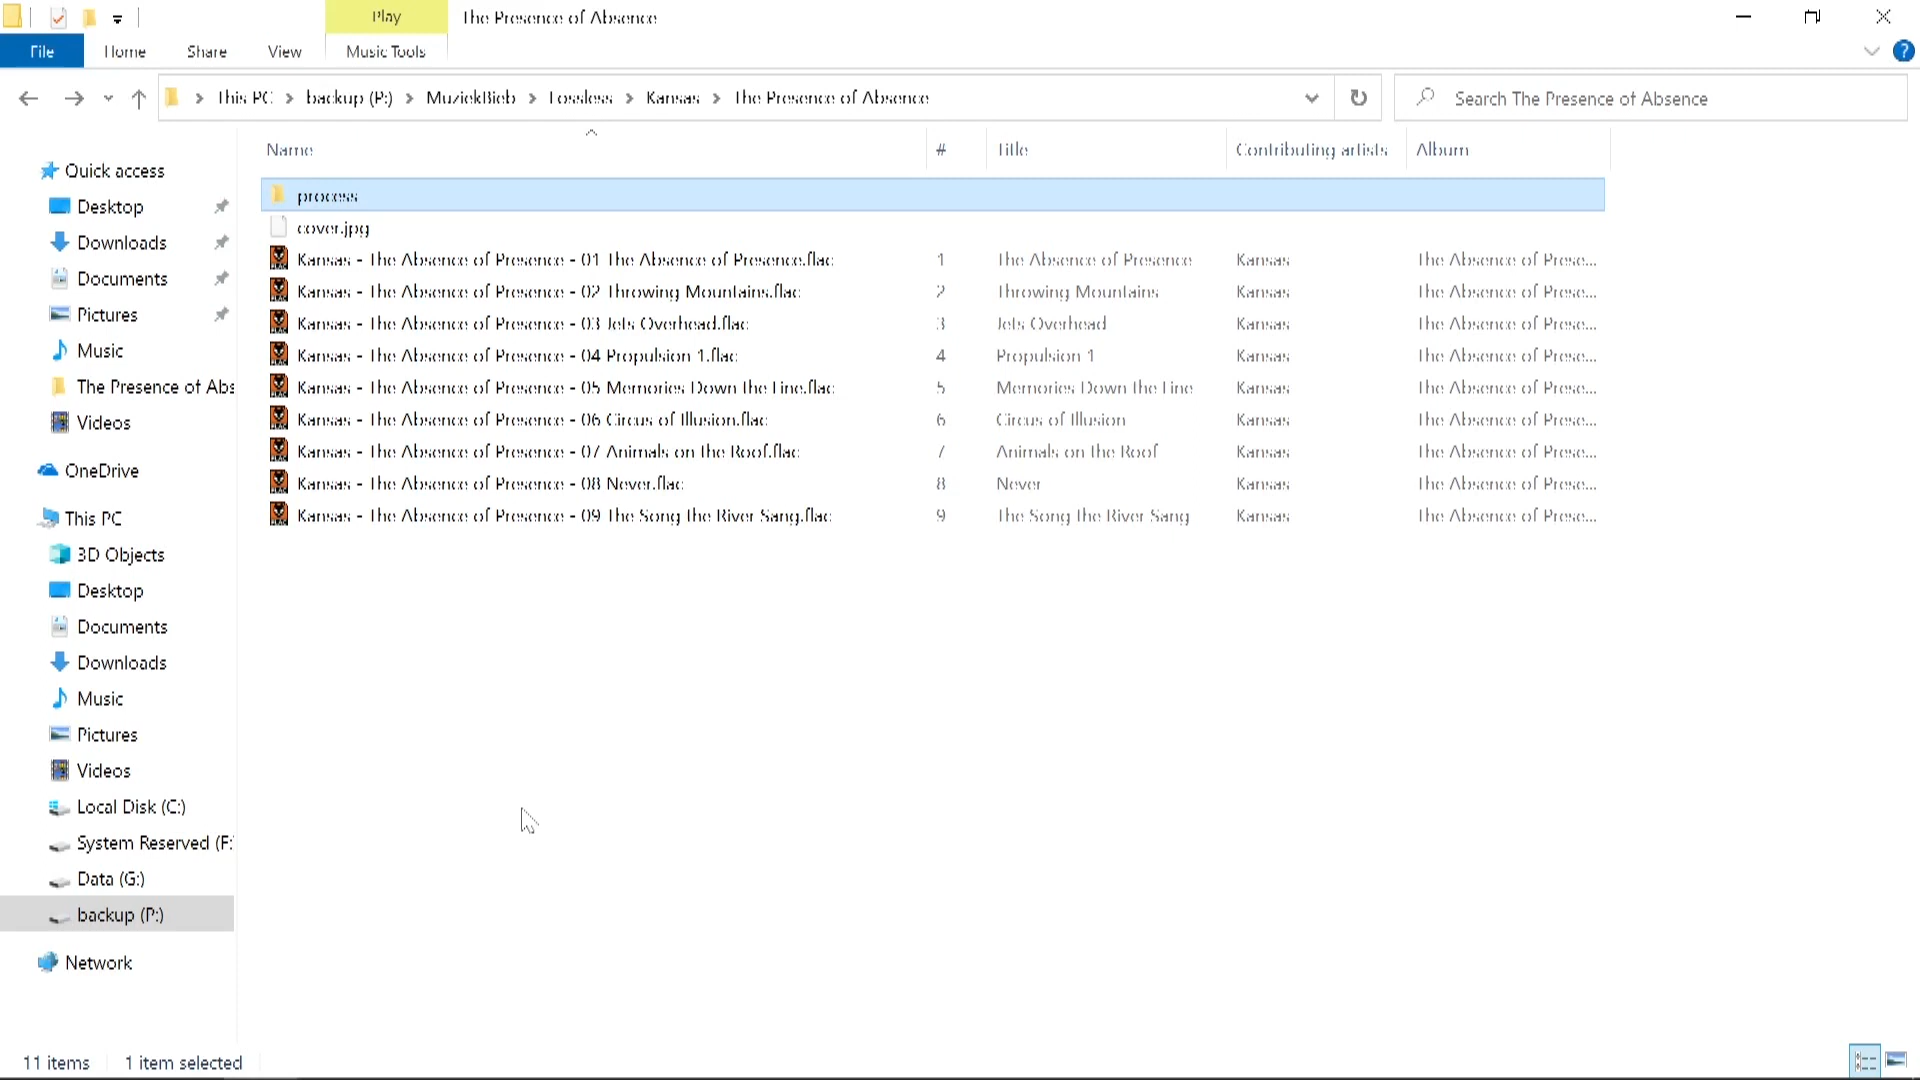 Play
The Presence of Absence
File
Home
Share
View
Music Tools
?
This PC
backup (P:)
MuziekBieb
Lossless
Kansas
The Presence of Absence
Search The Presence of Absence
Name
#
Title
Contributing artists
Album
process
cover.jpg
Kansas - The Absence of Presence - 01 The Absence of Presence.flac 1 The Absence of Presence Kansas The Absence of Prese...
Kansas - The Absence of Presence - 02 Throwing Mountains.flac 2 Throwing Mountains Kansas The Absence of Prese...
Kansas - The Absence of Presence - 03 Jets Overhead.flac 3 Jets Overhead Kansas The Absence of Prese...
Kansas - The Absence of Presence - 04 Propulsion 1.flac 4 Propulsion 1 Kansas The Absence of Prese...
Kansas - The Absence of Presence - 05 Memories Down the Line.flac 5 Memories Down the Line Kansas The Absence of Prese...
Kansas - The Absence of Presence - 06 Circus of Illusion.flac 6 Circus of Illusion Kansas The Absence of Prese...
Kansas - The Absence of Presence - 07 Animals on the Roof.flac 7 Animals on the Roof Kansas The Absence of Prese...
Kansas - The Absence of Presence - 08 Never.flac 8 Never Kansas The Absence of Prese...
Kansas - The Absence of Presence - 09 The Song the River Sang.flac 9 The Song the River Sang Kansas The Absence of Prese...
Quick access
Desktop
Downloads
Documents
Pictures
Music
The Presence of Abs
Videos
OneDrive
This PC
3D Objects
Desktop
Documents
Downloads
Music
Pictures
Videos
Local Disk (C:)
System Reserved (F:
Data (G:)
backup (P:)
Network
11 items
1 item selected